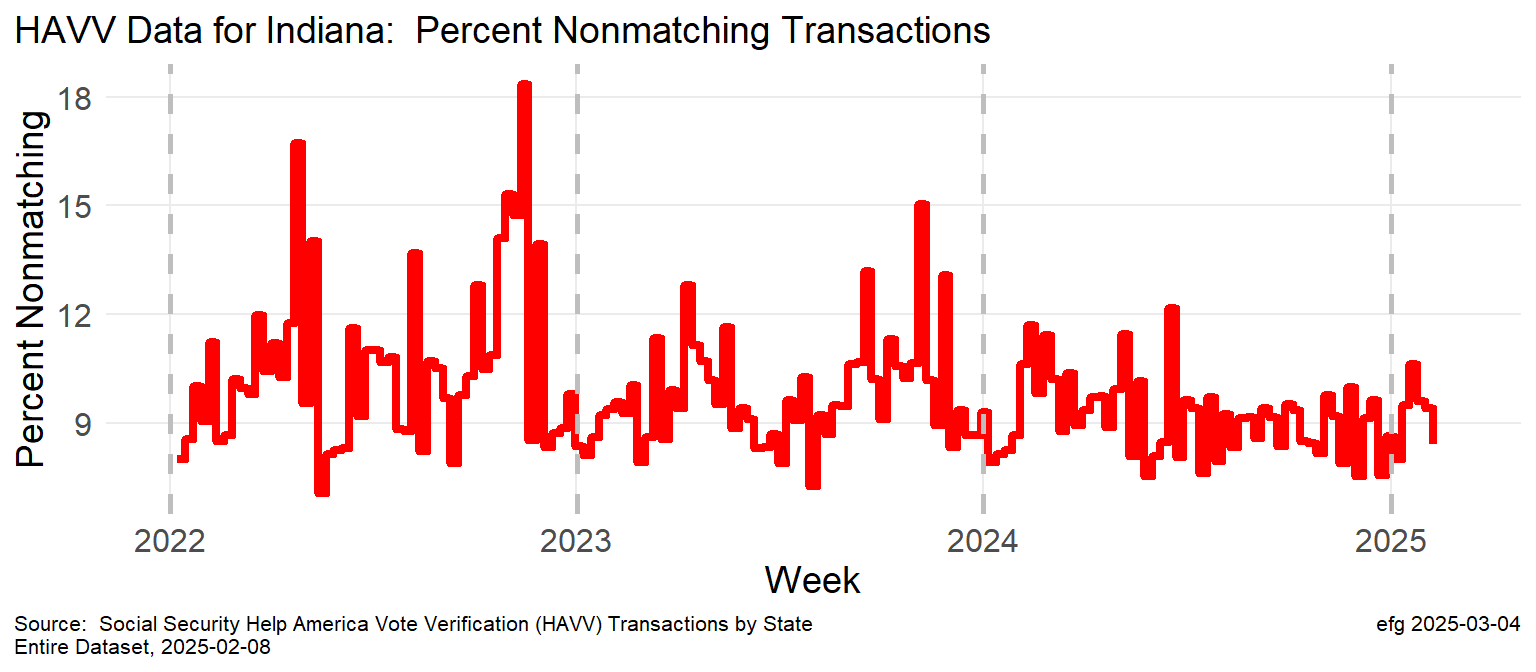 HAVV Data for Indiana:  Percent Nonmatching Transactions
Percent Nonmatching
18
15
12
9
2022 2023 2024 2025
Week
Source:  Social Security Help America Vote Verification (HAVV) Transactions by State
Entire Dataset, 2025-02-08
efg 2025-03-04